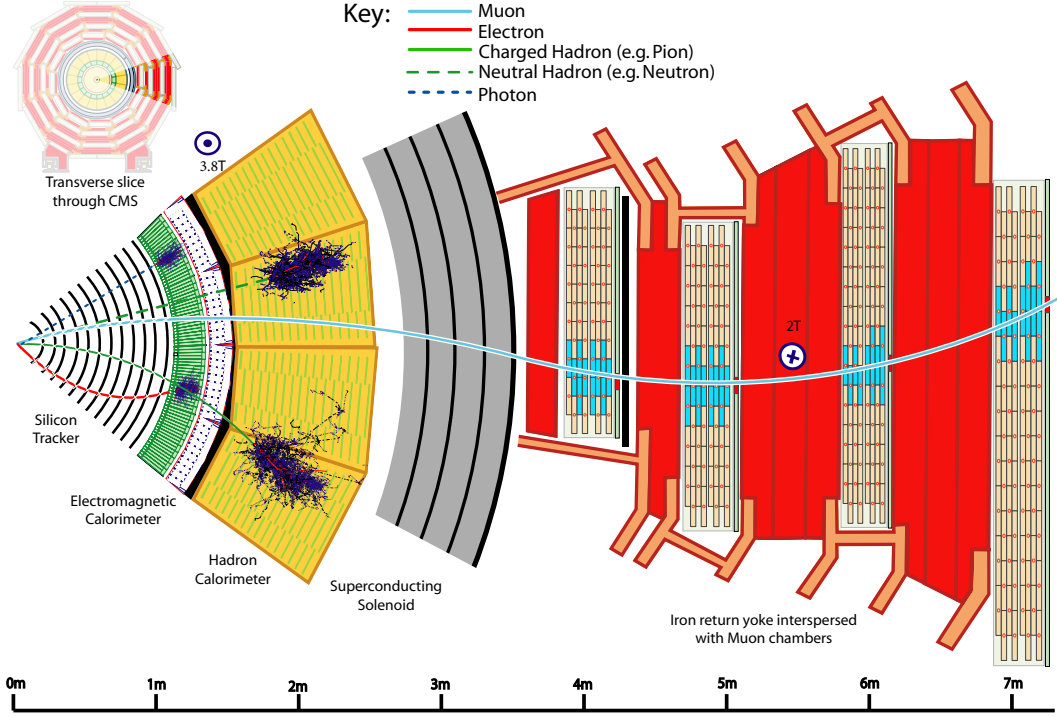 Key:
Muon
Electron
Charged Hadron (e.g. Pion)
Neutral Hadron (e.g. Neutron)
Photon
Transverse slice
through CMS
3.8T
2T
Silicon
Tracker
Electromagnetic
Calorimeter
Hadron
Calorimeter
Superconducting
Solenoid
Iron return yoke interspersed
with Muon chambers
0m 1m 2m 3m 4m 5m 6m 7m